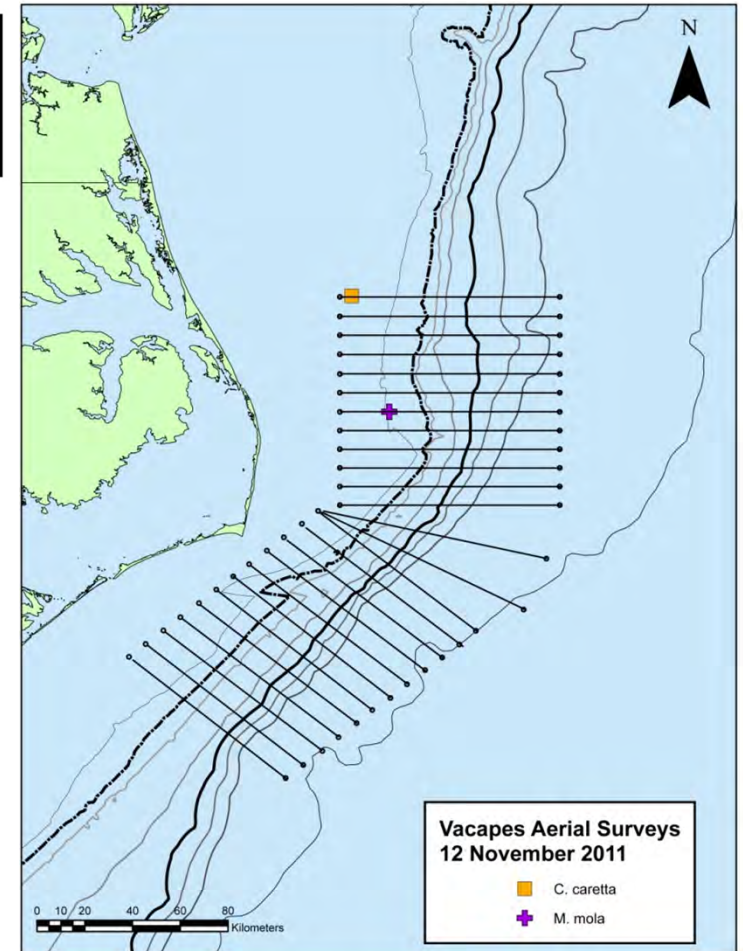 N
Vacapes Aerial Surveys
12 November 2011
C. caretta
M. mola
0 10 20 40 60 80
Kilometers